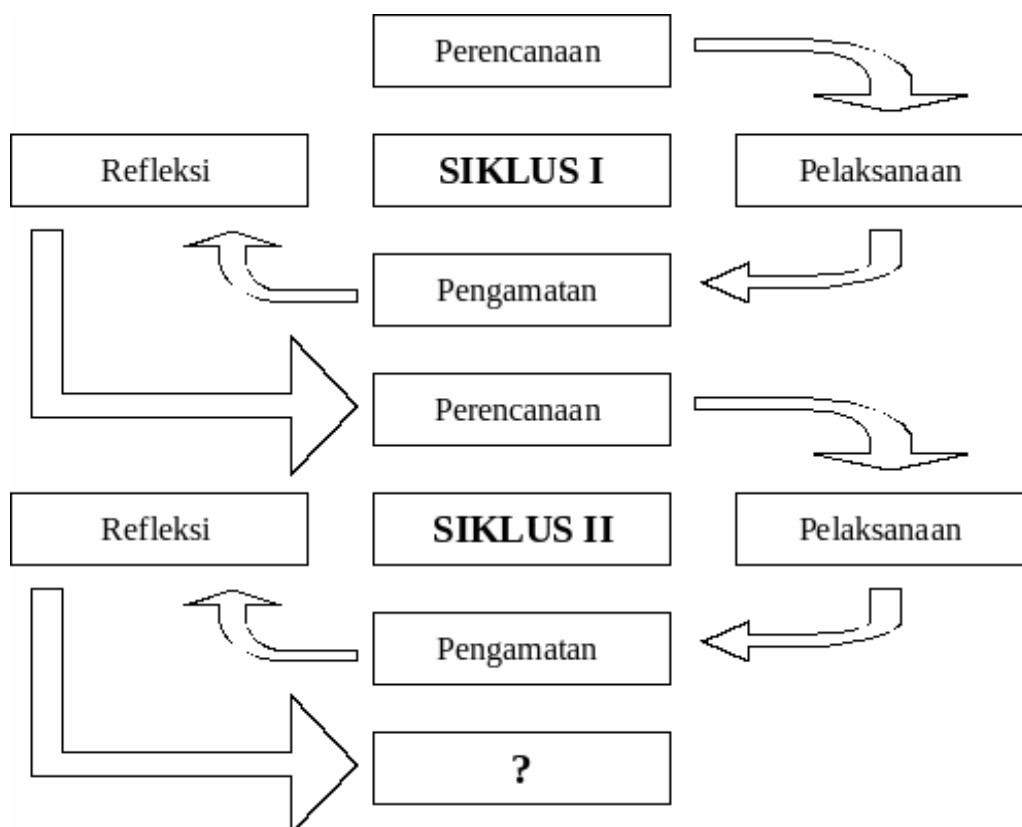 Perencanaan
Refleksi
SIKLUS I
Pelaksanaan
Pengamatan
Perencanaan
Refleksi
SIKLUS II
Pelaksanaan
Pengamatan
?